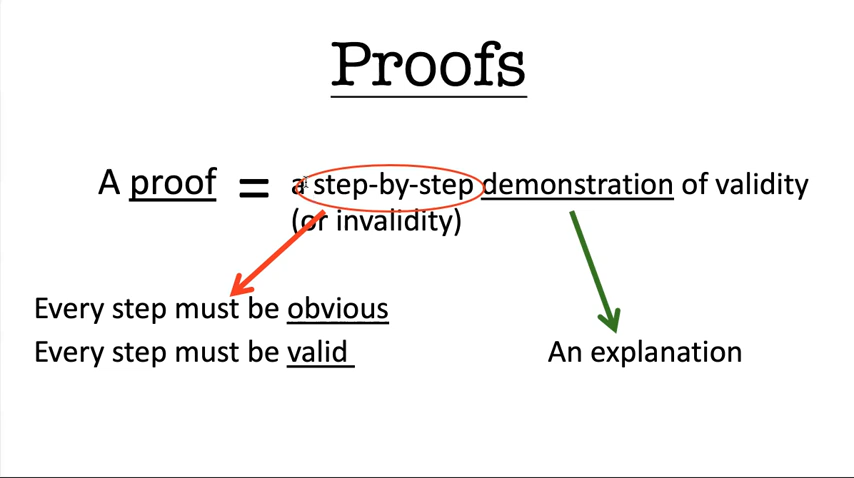 Proofs
A proof = a step-by-step demonstration of validity
(or invalidity)
Every step must be obvious
Every step must be valid
An explanation